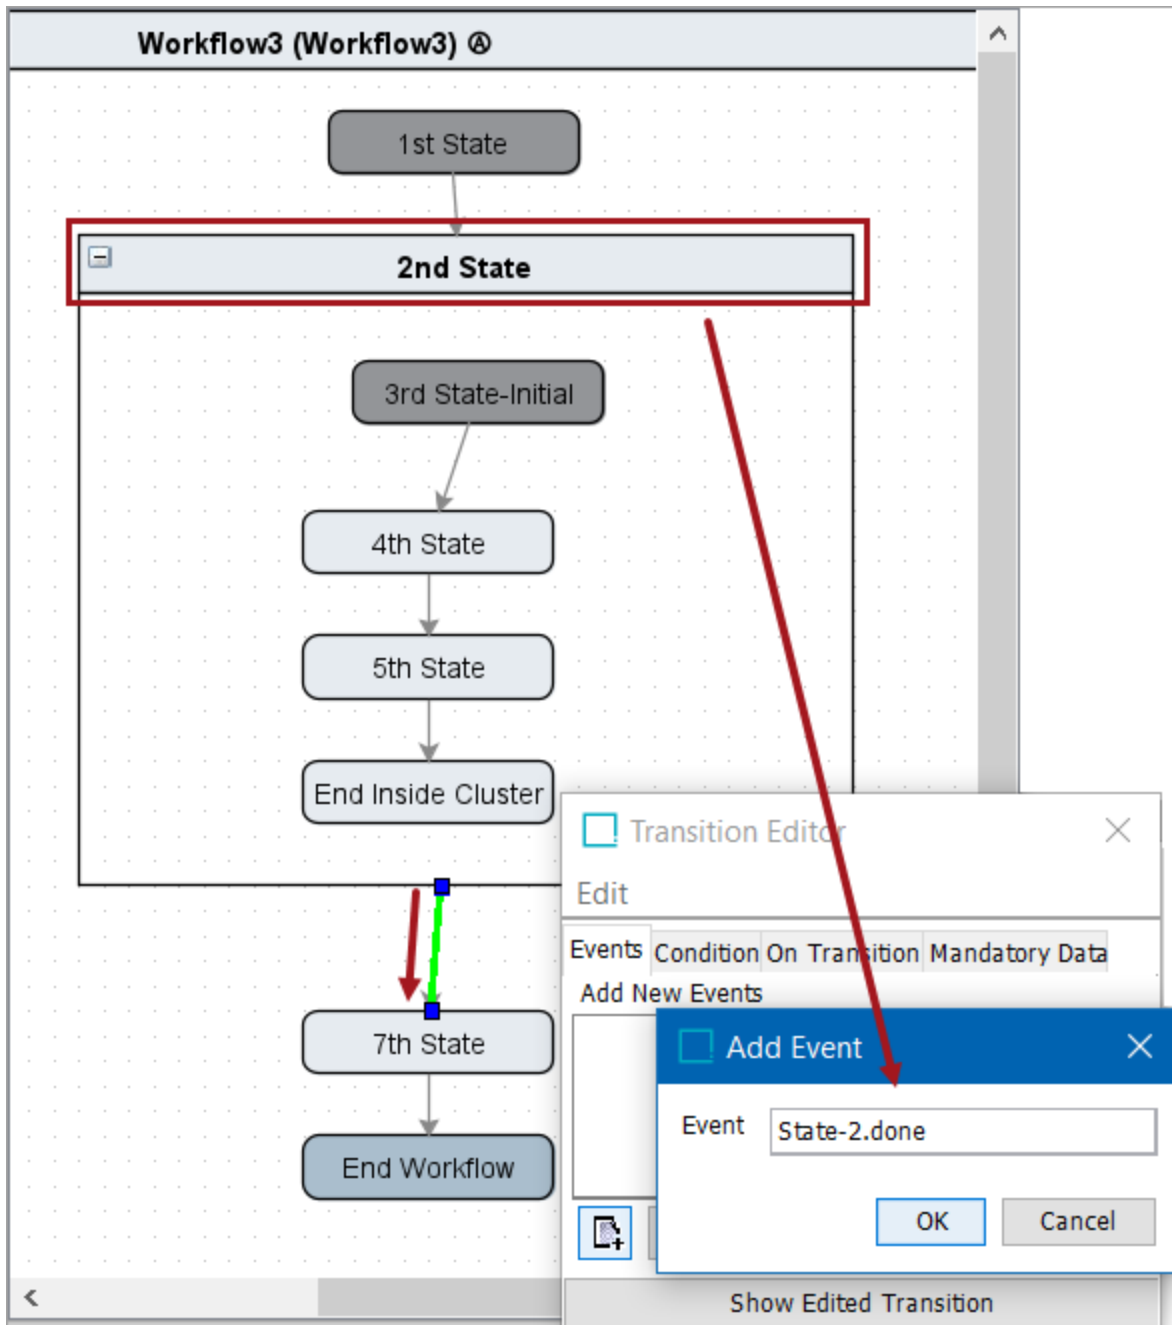 Workflow3 (Workflow3) Ⓐ
1st State
2nd State
3rd State-Initial
4th State
5th State
End Inside Cluster
Transition Editor
Edit
Events Condition On Transition Mandatory Data
Add New Events
7th State
Add Event
Event State-2.done
End Workflow
OK Cancel
Show Edited Transition